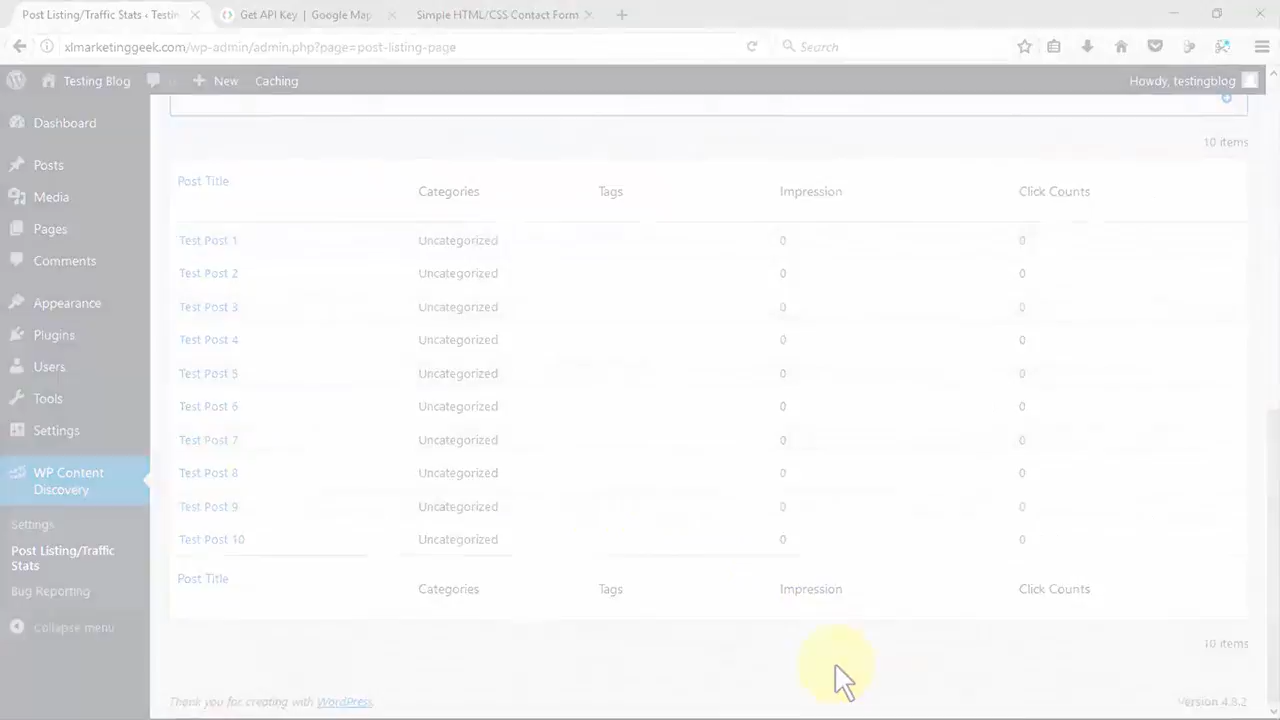 Post Listing/Traffic Stats ‹ Testin
Get API Key | Google Map
Simple HTML/CSS Contact Form
xlmarketinggeek.com/wp-admin/admin.php?page=post-listing-page
Search
Testing Blog
New
Caching
Howdy, testingblog
Dashboard
Posts
Media
Pages
Comments
Appearance
Plugins
Users
Tools
Settings
WP Content
Discovery
Settings
Post Listing/Traffic
Stats
Bug Reporting
Collapse menu
10 items
Post Title Categories Tags Impression Click Counts
Test Post 1 Uncategorized 0 0
Test Post 2 Uncategorized 0 0
Test Post 3 Uncategorized 0 0
Test Post 4 Uncategorized 0 0
Test Post 5 Uncategorized 0 0
Test Post 6 Uncategorized 0 0
Test Post 7 Uncategorized 0 0
Test Post 8 Uncategorized 0 0
Test Post 9 Uncategorized 0 0
Test Post 10 Uncategorized 0 0
Post Title Categories Tags Impression Click Counts
10 items
Thank you for creating with WordPress.
Version 4.8.2